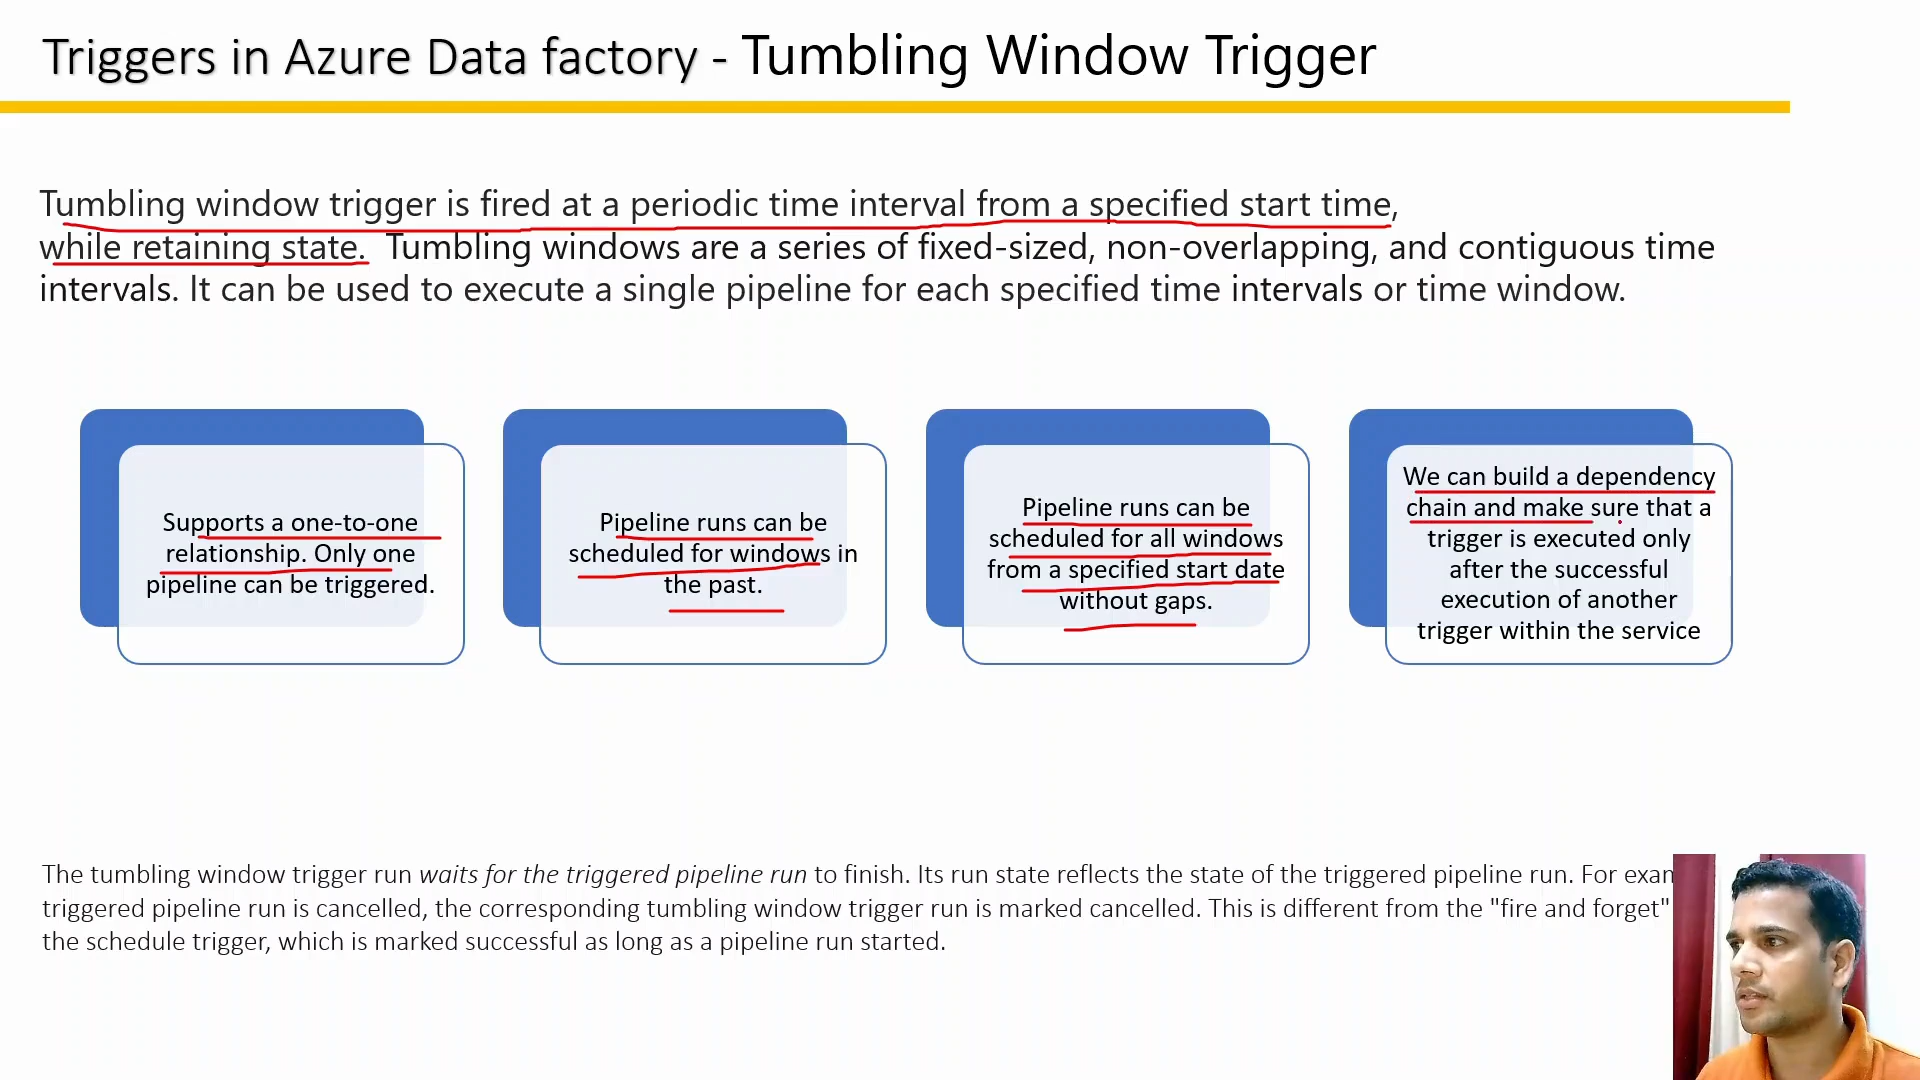 Triggers in Azure Data factory - Tumbling Window Trigger
Tumbling window trigger is fired at a periodic time interval from a specified start time,
while retaining state. Tumbling windows are a series of fixed-sized, non-overlapping, and contiguous time
intervals. It can be used to execute a single pipeline for each specified time intervals or time window.
Supports a one-to-one
relationship. Only one
pipeline can be triggered.
Pipeline runs can be
scheduled for windows in
the past.
Pipeline runs can be
scheduled for all windows
from a specified start date
without gaps.
We can build a dependency
chain and make sure that a
trigger is executed only
after the successful
execution of another
trigger within the service
The tumbling window trigger run waits for the triggered pipeline run to finish. Its run state reflects the state of the triggered pipeline run. For
triggered pipeline run is cancelled, the corresponding tumbling window trigger run is marked cancelled. This is different from the "fire and forget"
the schedule trigger, which is marked successful as long as a pipeline run started.